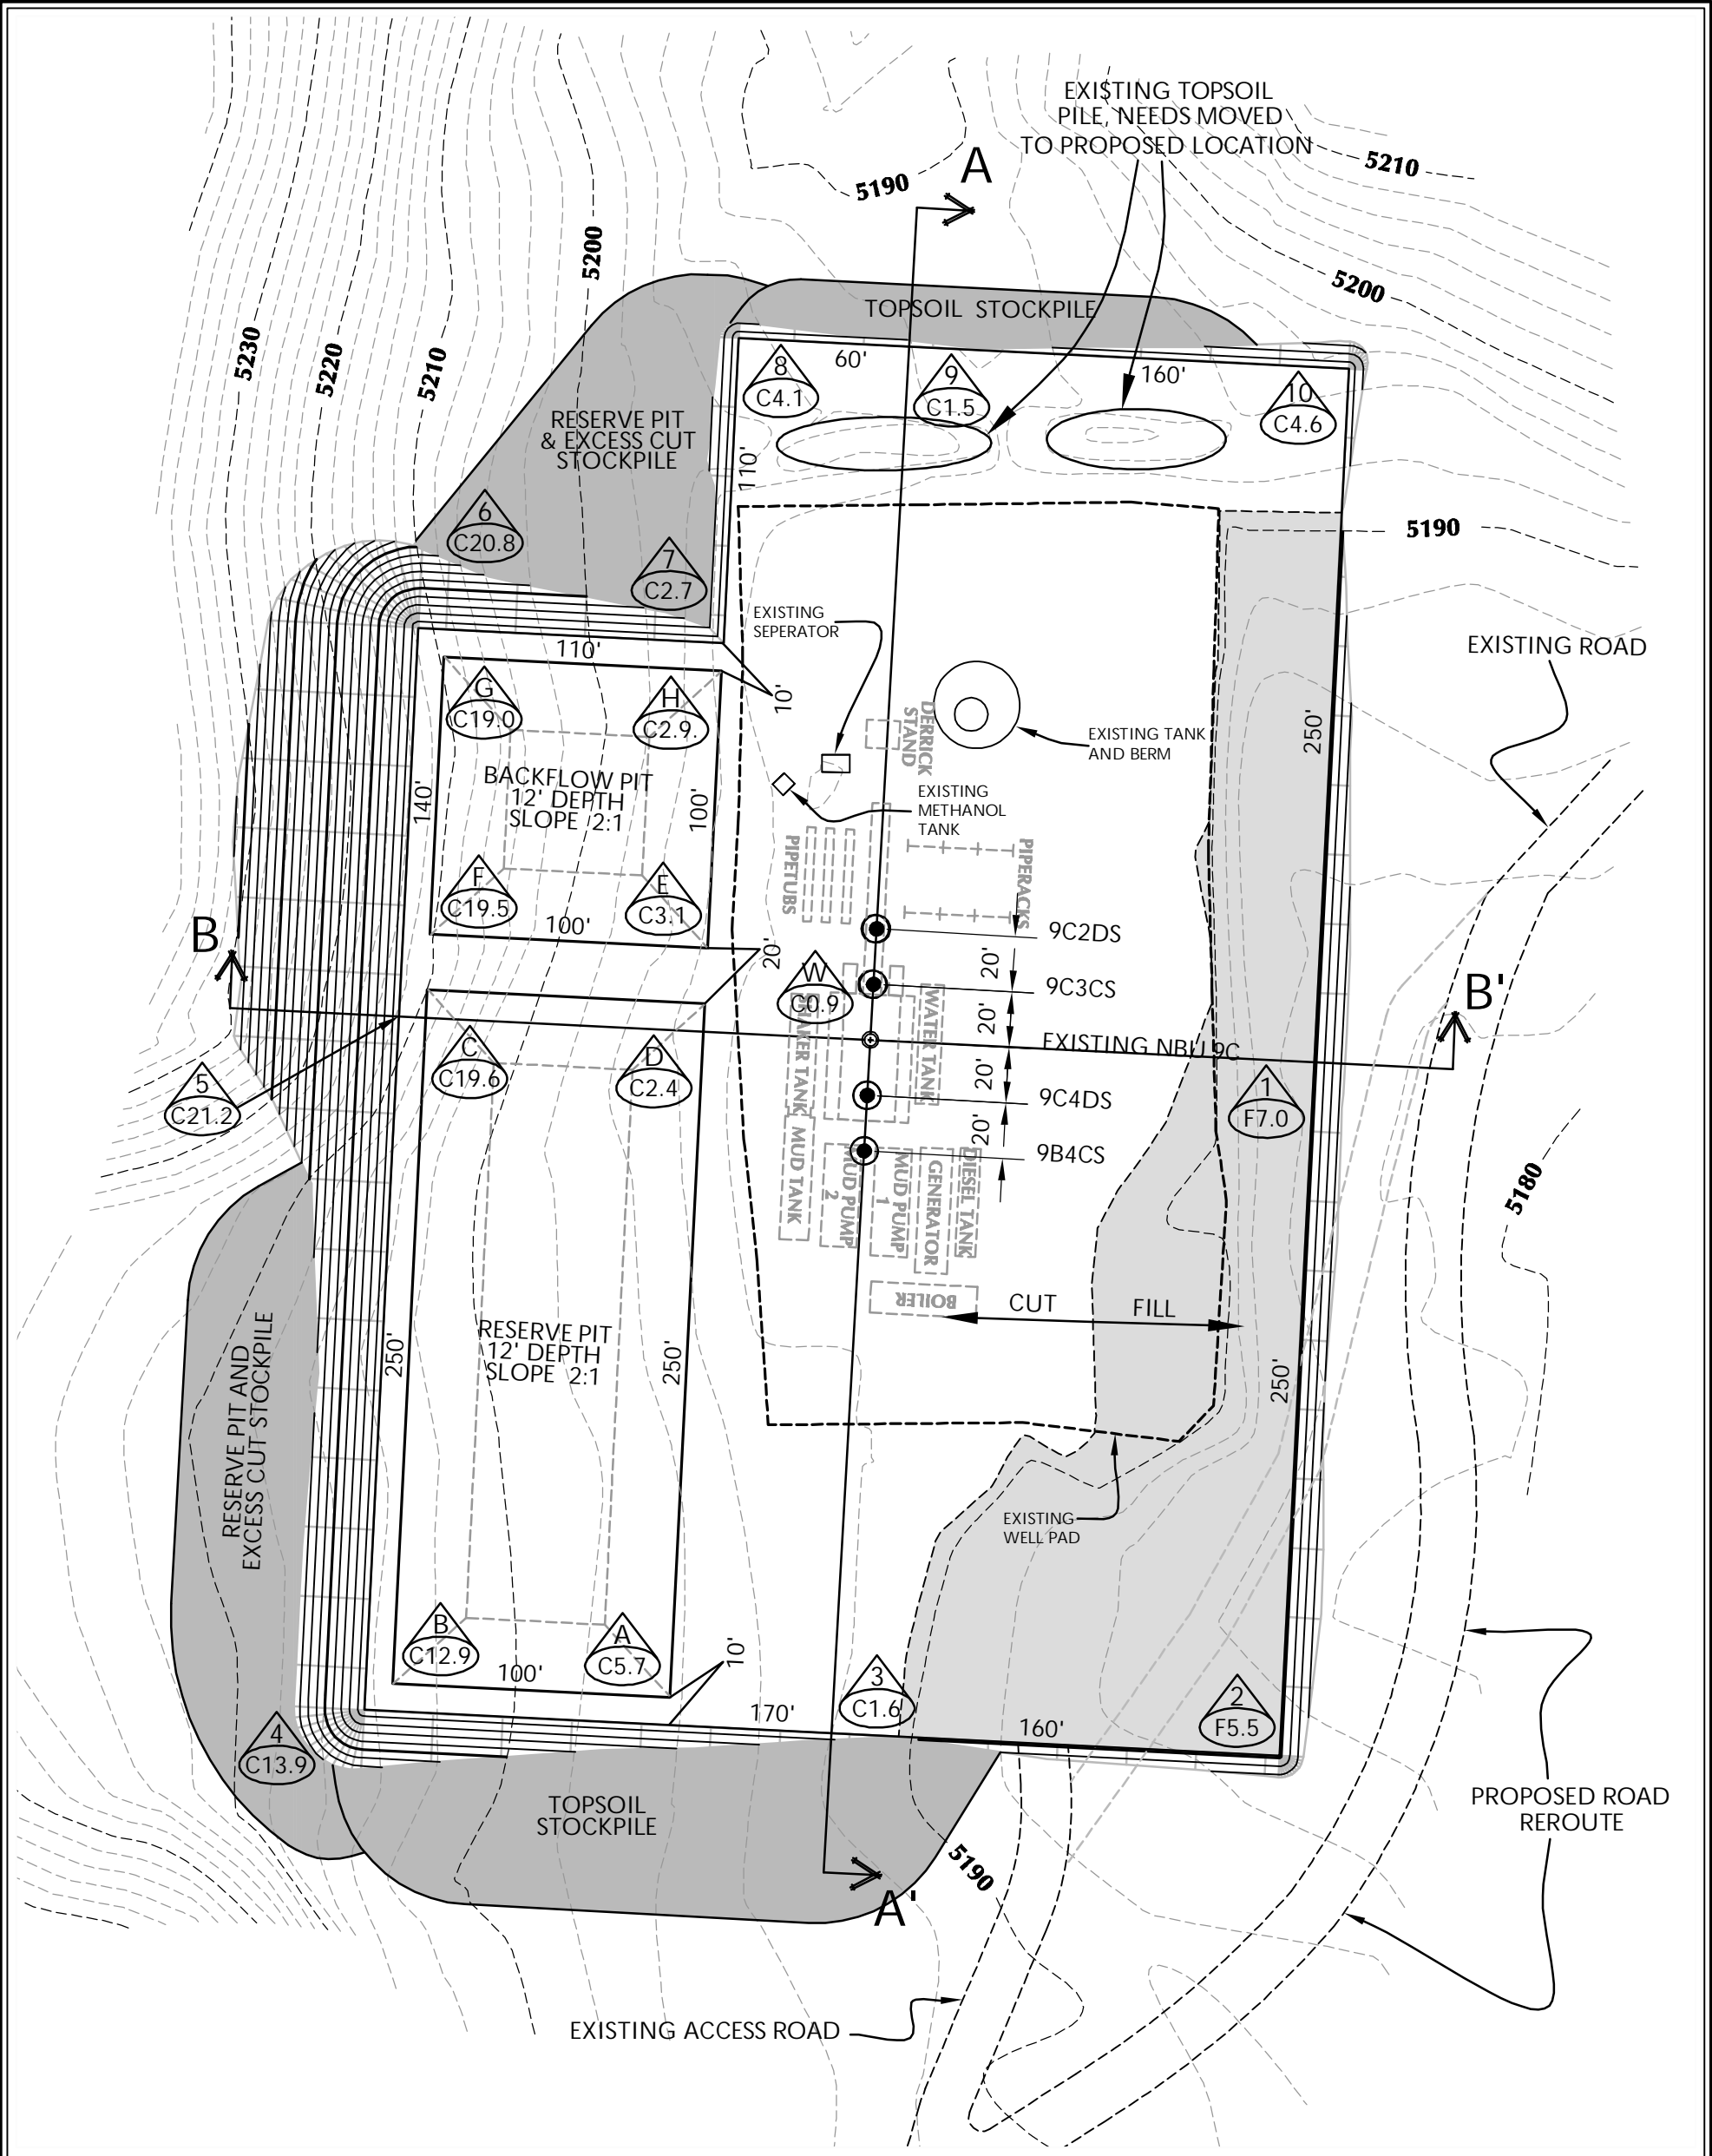 EXISTING TOPSOIL
PILE, NEEDS MOVED
TO PROPOSED LOCATION
5210
5190
A
5200
5200
TOPSOIL STOCKPILE
5230
5220
5210
8
C4.1
60'
9
C1.5
160'
10
C4.6
RESERVE PIT
& EXCESS CUT
STOCKPILE
110'
6
C20.8
7
C2.7
5190
EXISTING
SEPERATOR
EXISTING ROAD
110'
10'
G
C19.0
H
C2.9.
DERRICK
STAND
EXISTING TANK
AND BERM
250'
BACKFLOW PIT
12' DEPTH
SLOPE 2:1
140'
100'
EXISTING
METHANOL
TANK
PIPETUBS
PIPERACKS
F
C19.5
E
C3.1
100'
20'
B
9C2DS
20'
W
C0.9
9C3CS
B'
20'
SHAKER TANK
WATER TANK
EXISTING NBU 9C
C
C19.6
D
C2.4
20'
5
C21.2
9C4DS
1
F7.0
20'
9B4CS
MUD TANK
MUD PUMP
2
MUD PUMP
1
GENERATOR
DIESEL TANK
5180
BOILER
CUT
FILL
RESERVE PIT
12' DEPTH
SLOPE 2:1
250'
250'
250'
RESERVE PIT AND
EXCESS CUT STOCKPILE
EXISTING
WELL PAD
B
C12.9
A
C5.7
100'
10'
3
C1.6
2
F5.5
170'
160'
4
C13.9
TOPSOIL
STOCKPILE
PROPOSED ROAD
REROUTE
5190
A'
EXISTING ACCESS ROAD